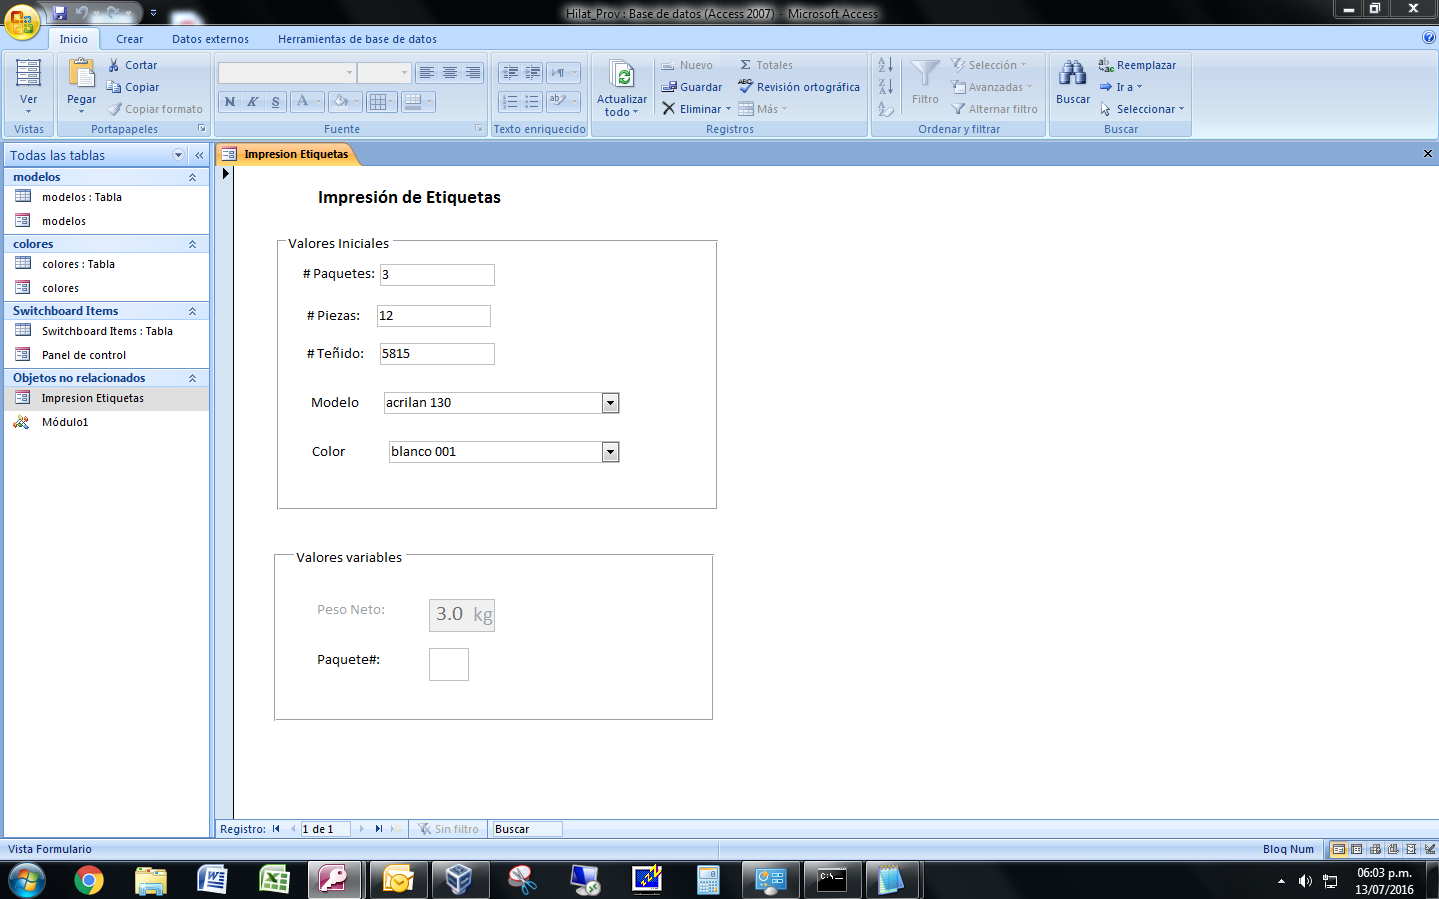 Hilat_Prov : Base de datos (Access 2007) - Microsoft Access
Inicio Crear Datos externos Herramientas de base de datos
Ver
Vistas
Pegar
Cortar
Copiar
Copiar formato
Portapapeles
N K S A
Fuente
Texto enriquecido
Actualizar todo
Nuevo
Guardar
Eliminar
Totales
Revisión ortográfica
Más
Registros
Filtro
Selección
Avanzadas
Alternar filtro
Ordenar y filtrar
Buscar
Reemplazar
Ir a
Seleccionar
Buscar
Todas las tablas
modelos
modelos : Tabla
modelos
colores
colores : Tabla
colores
Switchboard Items
Switchboard Items : Tabla
Panel de control
Objetos no relacionados
Impresion Etiquetas
Módulo1
Impresion Etiquetas
Impresión de Etiquetas
Valores Iniciales
# Paquetes: 3
# Piezas: 12
# Teñido: 5815
Modelo acrilan 130
Color blanco 001
Valores variables
Peso Neto: 3.0 kg
Paquete#:
Registro: 1 de 1 Sin filtro Buscar
Vista Formulario Bloq Num
06:03 p.m.
13/07/2016